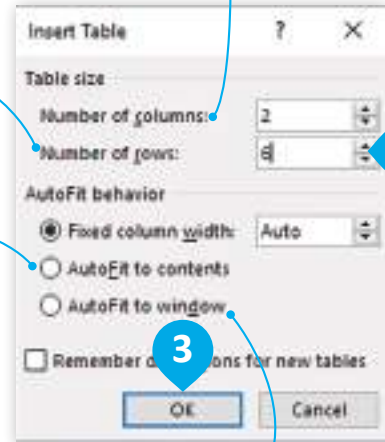 Insert Table ? ×
Table size
Number of columns: 2
Number of rows: 6
AutoFit behavior
Fixed column width: Auto
AutoFit to contents
AutoFit to window
Remember for new tables
3
OK Cancel